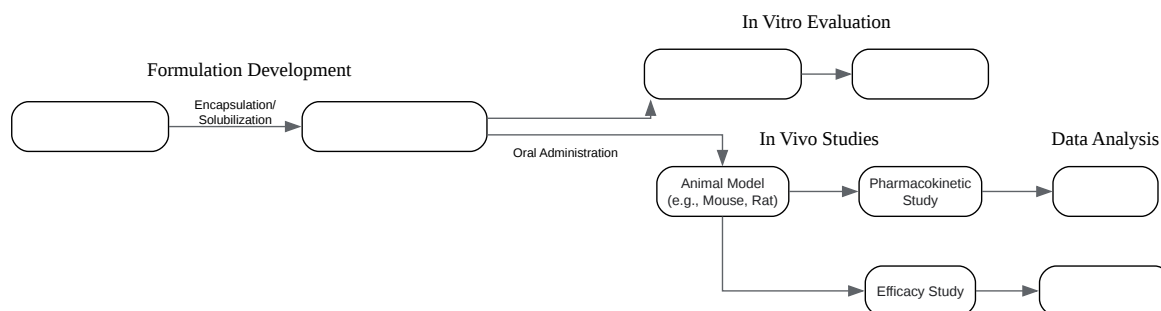 In Vitro Evaluation
Formulation Development
Encapsulation/
Solubilization
Oral Administration
In Vivo Studies
Data Analysis
Animal Model
(e.g., Mouse, Rat)
Pharmacokinetic
Study
Efficacy Study